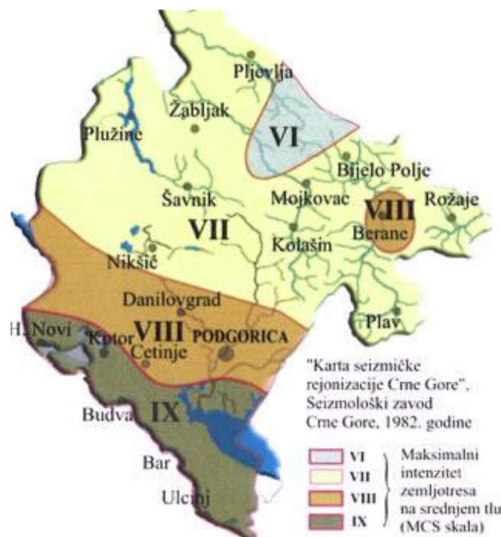 Pljevlja
Žabljak
Plužine
VI
Bijelo Polje
Šavnik
Mojkovac
Rožaje
VIII
VII
Kolašin
Berane
Nikšić
Danilovgrad
Plav
H. Novi
VIII
PODGORICA
Kotor
Cetinje
IX
Budva
Bar
Ulcinj
"Karta seizmičke
rejonizacije Crne Gore",
Seizmološki zavod
Crne Gore, 1982. godine
VI
VII
VIII
IX
Maksimalni
intenzitet
zemljotresa
na srednjem tlu
(MCS skala)